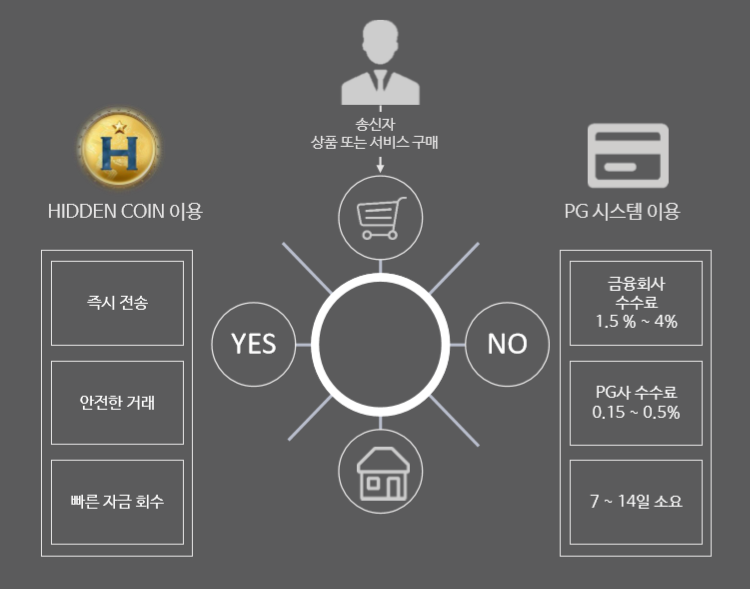 송신자
상품 또는 서비스 구매
H
HIDDEN COIN 이용
PG 시스템 이용
즉시 전송
안전한 거래
빠른 자금 회수
YES
NO
금융회사
수수료
1.5 % ~ 4%
PG사 수수료
0.15 ~ 0.5%
7 ~ 14일 소요